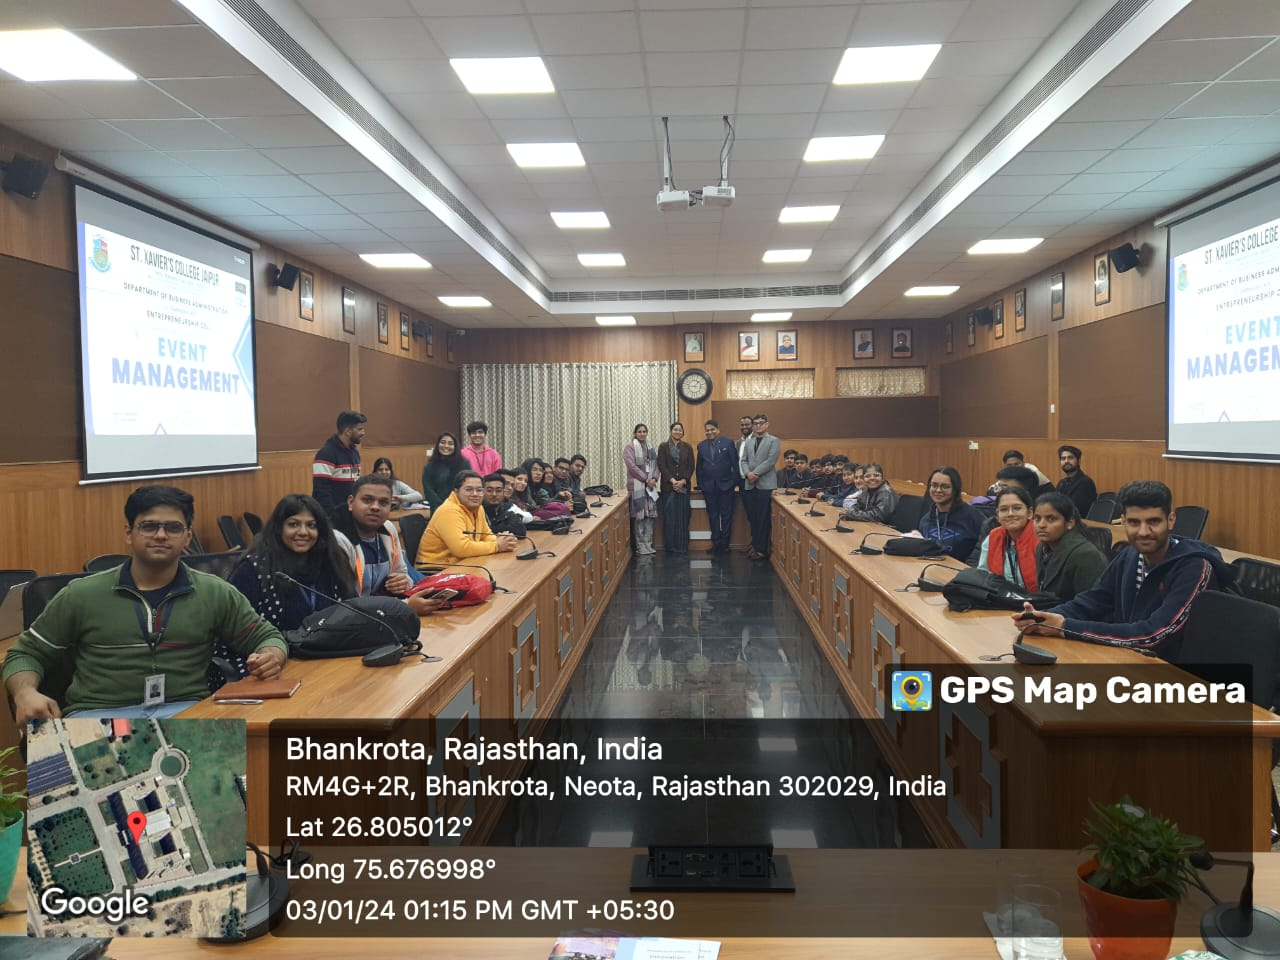 ST. XAVIER'S COLLEGE JAIPUR
DEPARTMENT OF BUSINESS ADMINISTRATION
ENTREPRENEURSHIP CELL
EVENT
MANAGEMENT
ST. XAVIER'S COLLEGE
DEPARTMENT OF BUSINESS ADMINIS
ENTREPRENEURSHIP
EVENT
MANAGEM
GPS Map Camera
Bhankrota, Rajasthan, India
RM4G+2R, Bhankrota, Neota, Rajasthan 302029, India
Lat 26.805012°
Long 75.676998°
03/01/24 01:15 PM GMT +05:30
Google